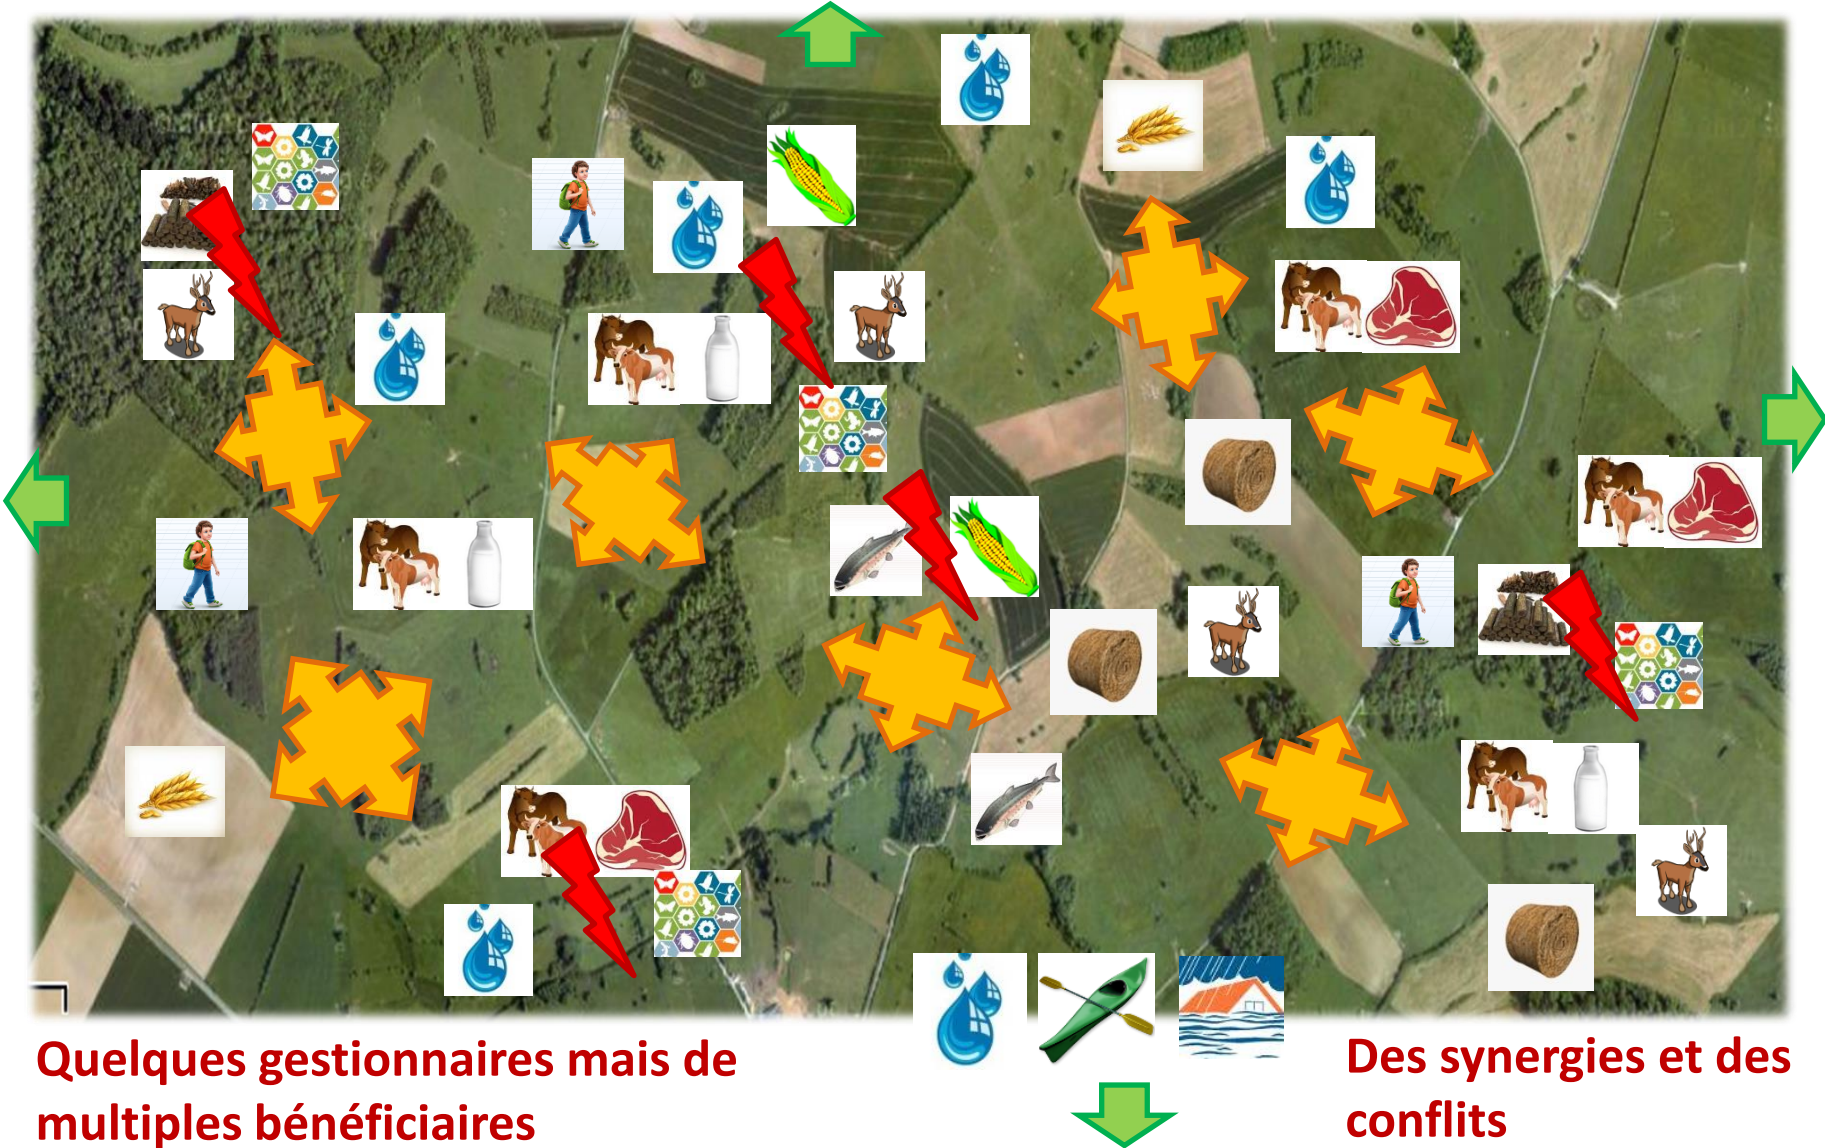 Quelques gestionnaires mais de
multiples bénéficiaires
Des synergies et des
conflits